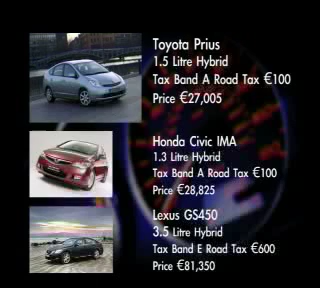 Toyota Prius
1.5 Litre Hybrid
Tax Band A Road Tax €100
Price €27,005
Honda Civic IMA
1.3 Litre Hybrid
Tax Band A Road Tax €100
Price €28,825
Lexus GS450
3.5 Litre Hybrid
Tax Band E Road Tax €600
Price €81,350